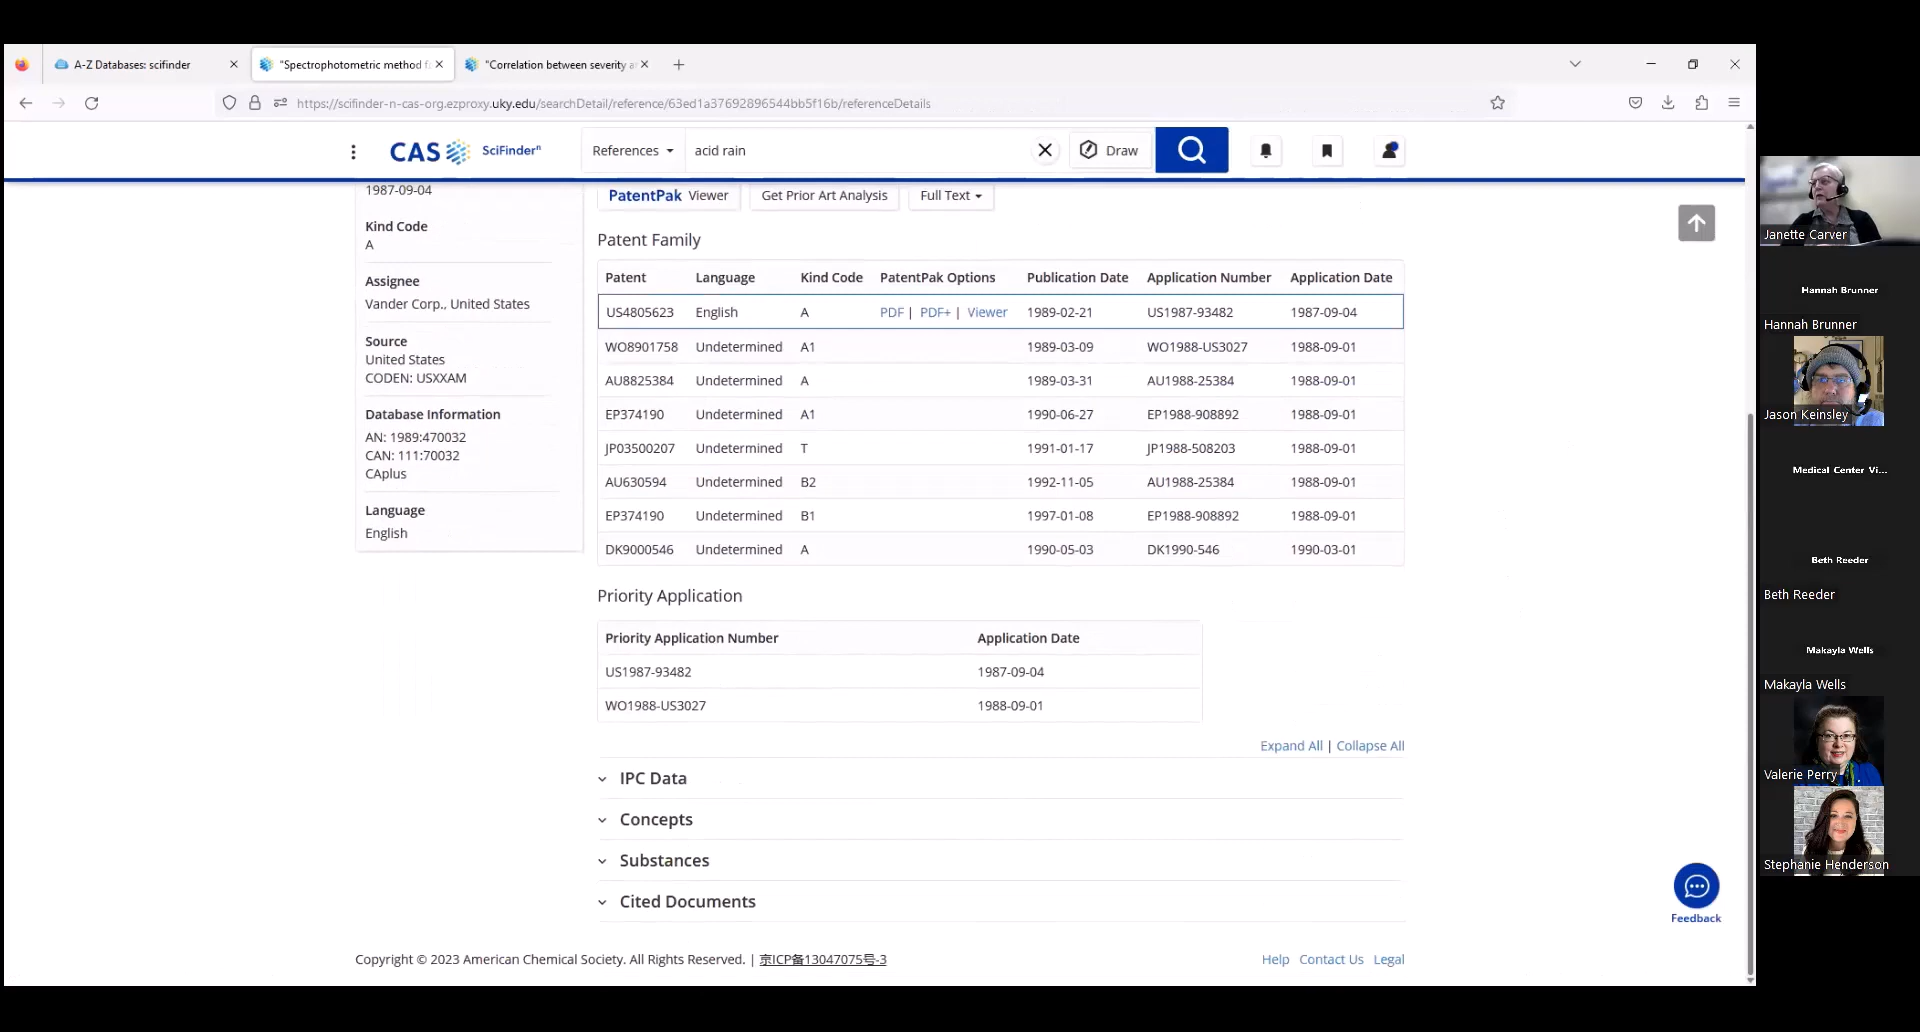 A-Z Databases: scifinder
"Spectrophotometric method f
"Correlation between severity a
https://scifinder-n-cas-org.ezproxy.uky.edu/searchDetail/reference/63ed1a37692896544bb5f16b/referenceDetails
CAS SciFinderⁿ
References
acid rain
Draw
1987-09-04
Kind Code
A
Assignee
Vander Corp., United States
Source
United States
CODEN: USXXAM
Database Information
AN: 1989:470032
CAN: 111:70032
CAplus
Language
English
PatentPak Viewer Get Prior Art Analysis Full Text
Patent Family
Patent Language Kind Code PatentPak Options Publication Date Application Number Application Date
US4805623 English A PDF | PDF+ | Viewer 1989-02-21 US1987-93482 1987-09-04
WO8901758 Undetermined A1 1989-03-09 WO1988-US3027 1988-09-01
AU8825384 Undetermined A 1989-03-31 AU1988-25384 1988-09-01
EP374190 Undetermined A1 1990-06-27 EP1988-908892 1988-09-01
JP03500207 Undetermined T 1991-01-17 JP1988-508203 1988-09-01
AU630594 Undetermined B2 1992-11-05 AU1988-25384 1988-09-01
EP374190 Undetermined B1 1997-01-08 EP1988-908892 1988-09-01
DK9000546 Undetermined A 1990-05-03 DK1990-546 1990-03-01
Priority Application
Priority Application Number Application Date
US1987-93482 1987-09-04
WO1988-US3027 1988-09-01
Expand All | Collapse All
IPC Data
Concepts
Substances
Cited Documents
Feedback
Copyright © 2023 American Chemical Society. All Rights Reserved. | 京ICP备13047075号-3
Help Contact Us Legal
Janette Carver
Hannah Brunner
Hannah Brunner
Jason Keinsley
Medical Center Vi...
Beth Reeder
Beth Reeder
Makayla Wells
Makayla Wells
Valerie Perry
Stephanie Henderson